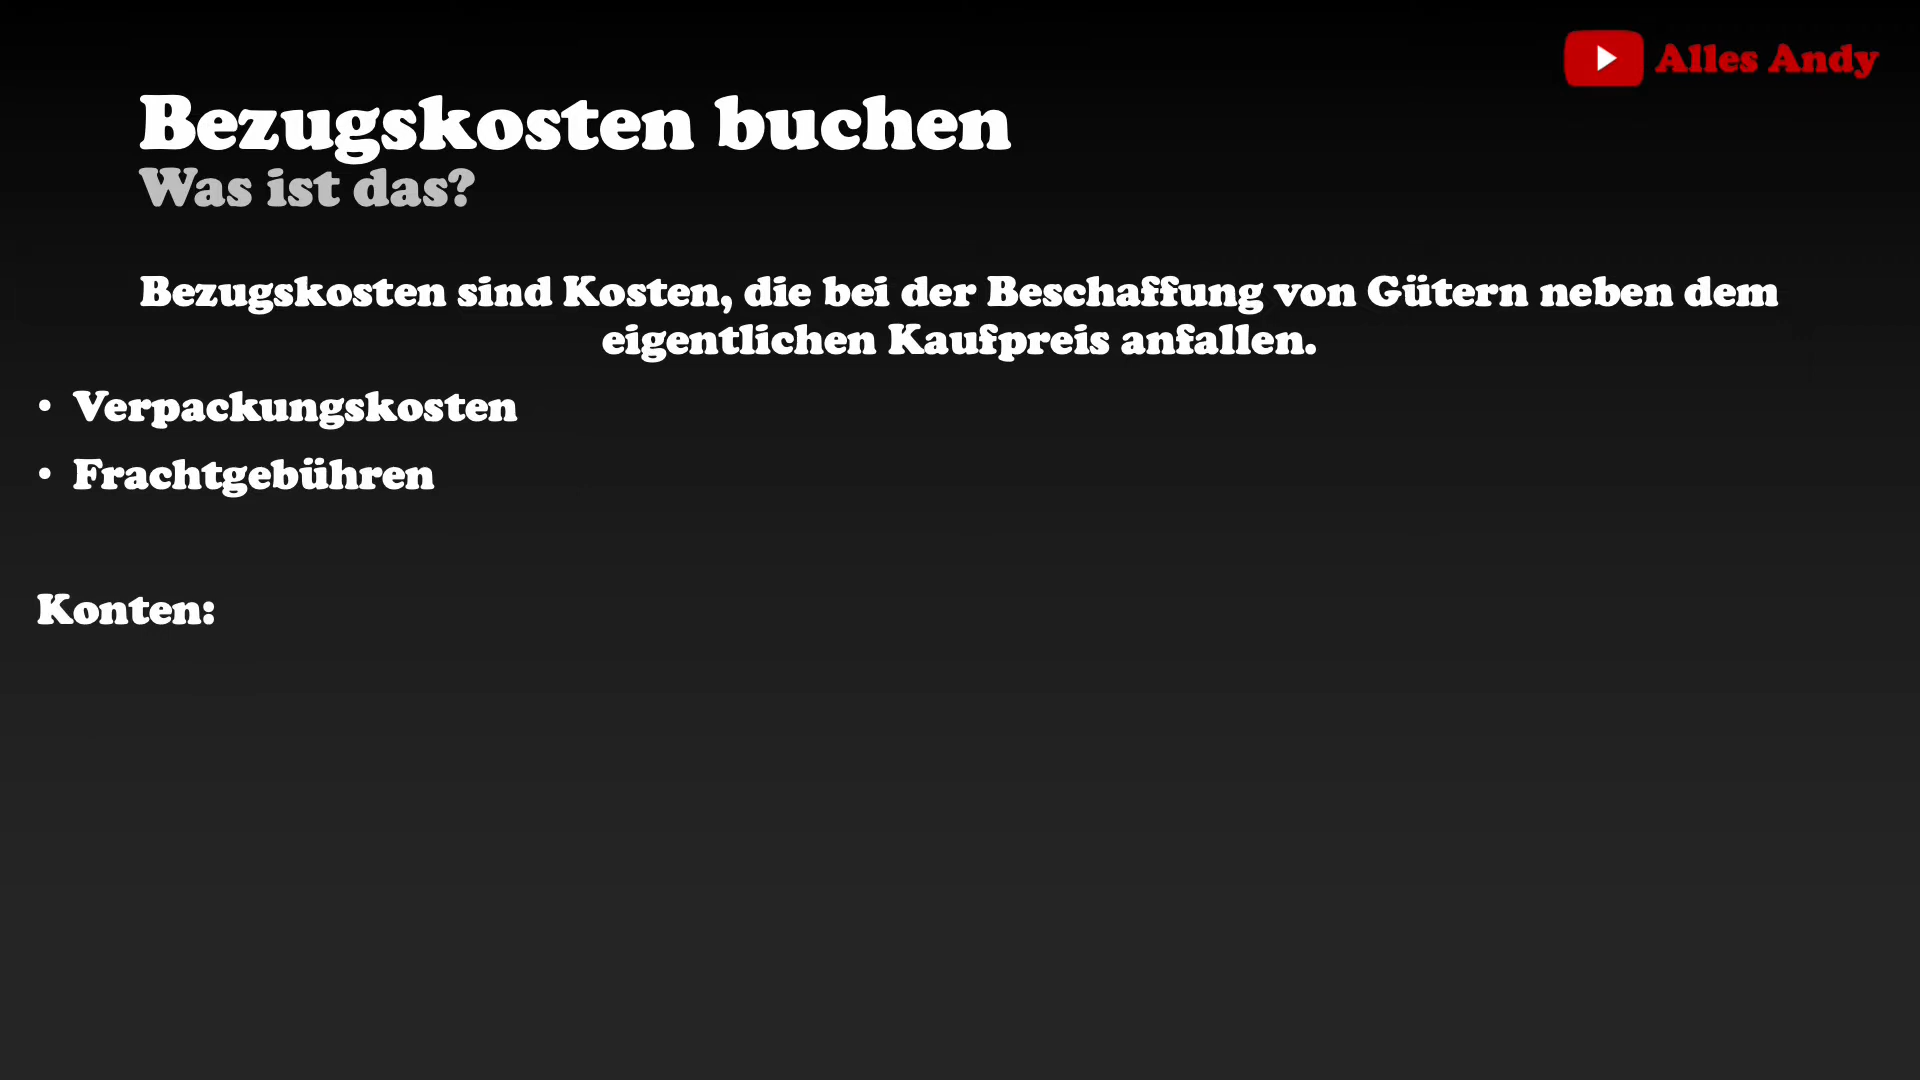 Alles Andy
Bezugskosten buchen
Was ist das?
Bezugskosten sind Kosten, die bei der Beschaffung von Gütern neben dem
eigentlichen Kaufpreis anfallen.
• Verpackungskosten
• Frachtgebühren
Konten: